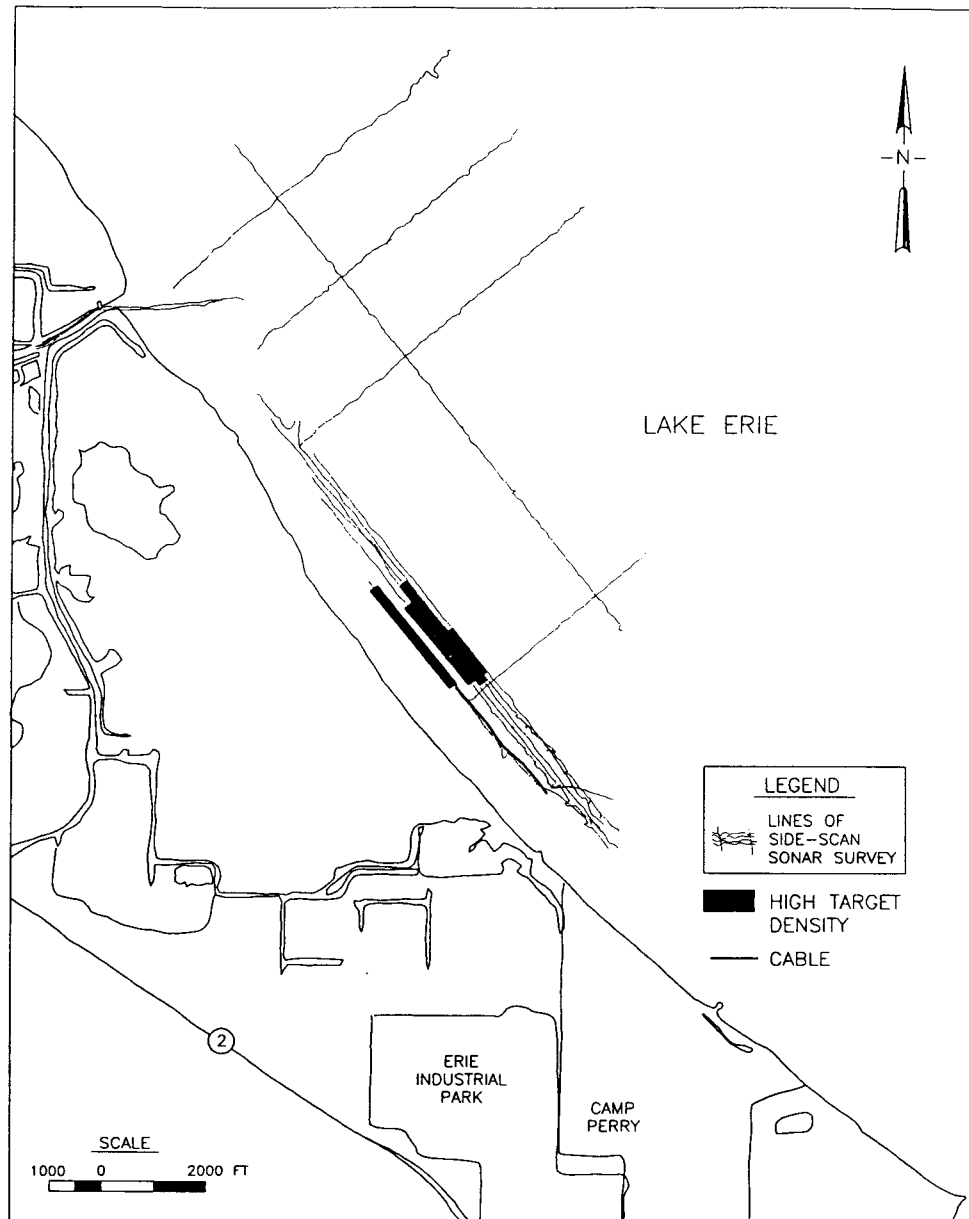 -N-
LAKE ERIE
LEGEND
LINES OF
SIDE-SCAN
SONAR SURVEY
HIGH TARGET
DENSITY
CABLE
2
ERIE
INDUSTRIAL
PARK
CAMP
PERRY
SCALE
1000 0 2000 FT